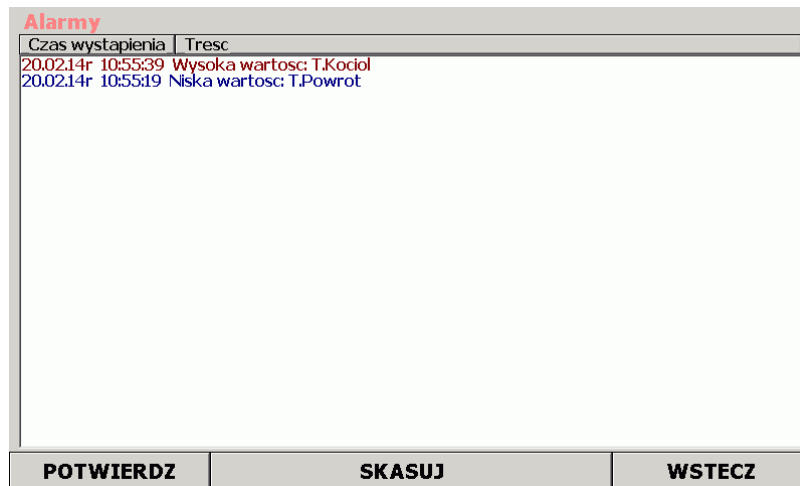 Alarmy
Czas wystapienia Tresc
20.02.14r 10:55:39 Wysoka wartosc: T.Kociol
20.02.14r 10:55:19 Niska wartosc: T.Powrot
POTWIERDZ SKASUJ WSTECZ